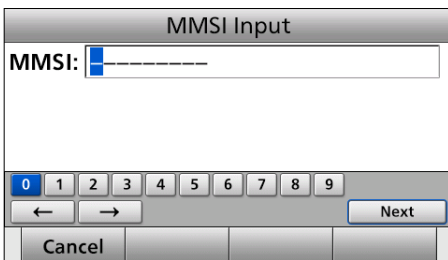 MMSI Input
MMSI: ---------
0 1 2 3 4 5 6 7 8 9
← → Next
Cancel